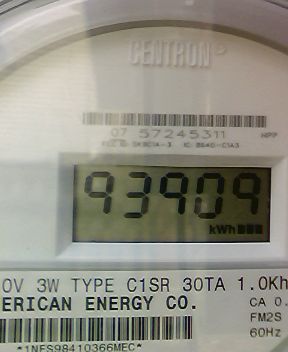 CENTRON
07 57245311 HPP
93909
kWh
0V 3W TYPE C1SR 30TA 1.0Kh
ERICAN ENERGY CO. CA 0.
FM2S
60Hz
*1NFS98410366MEC*